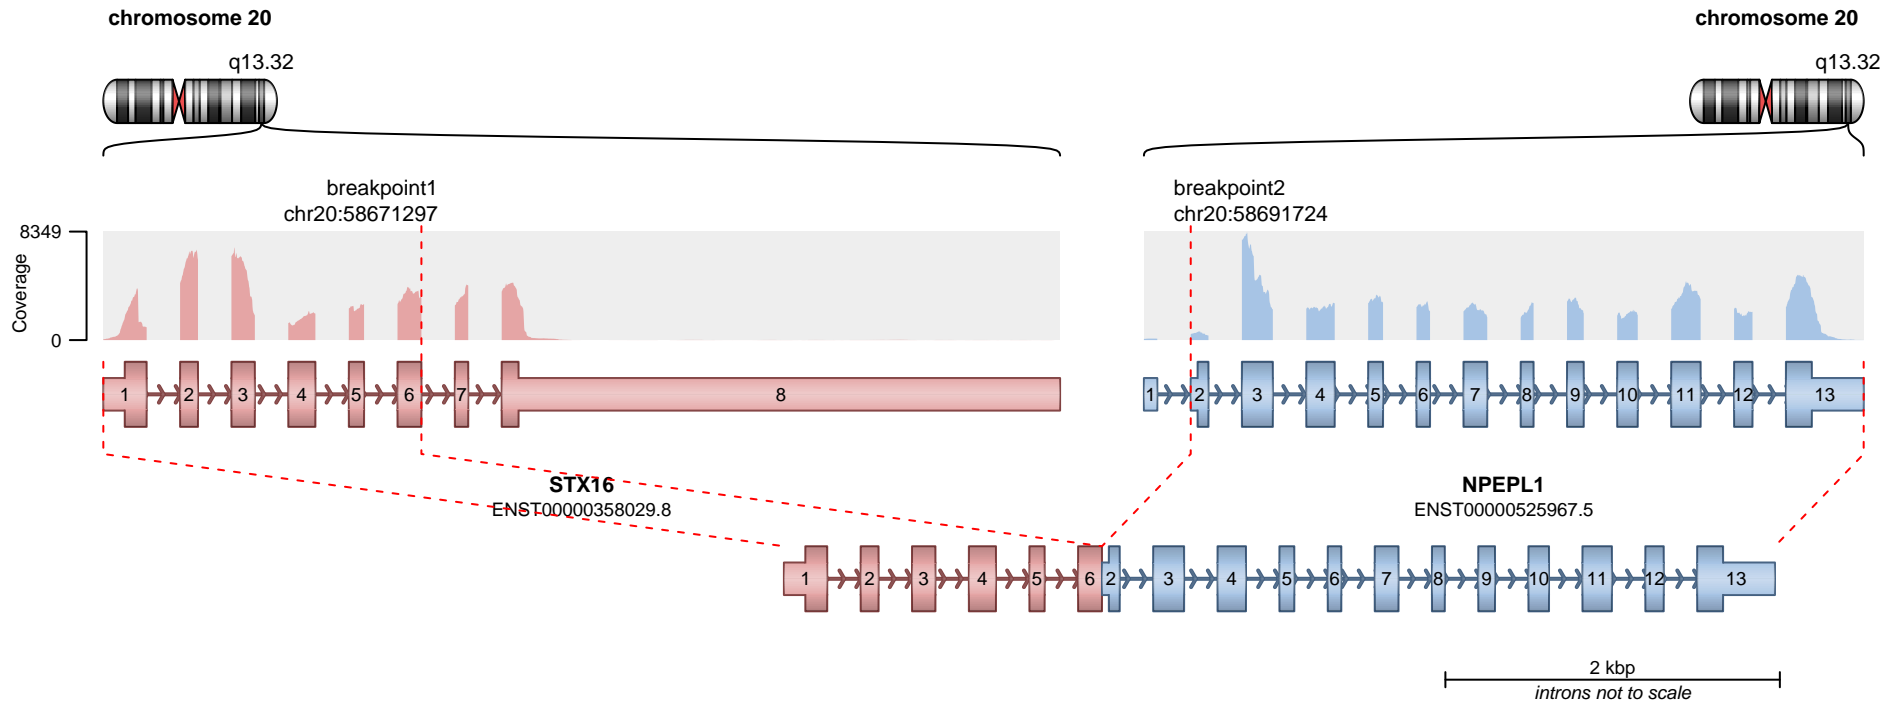 chromosome 20
chromosome 20
q13.32
q13.32
breakpoint1
chr20:58671297
breakpoint2
chr20:58691724
8349
Coverage
0
1 2 3 4 5 6 7 8
1 2 3 4 5 6 7 8 9 10 11 12 13
STX16
ENST00000358029.8
NPEPL1
ENST00000525967.5
1 2 3 4 5 6 2 3 4 5 6 7 8 9 10 11 12 13
2 kbp
introns not to scale